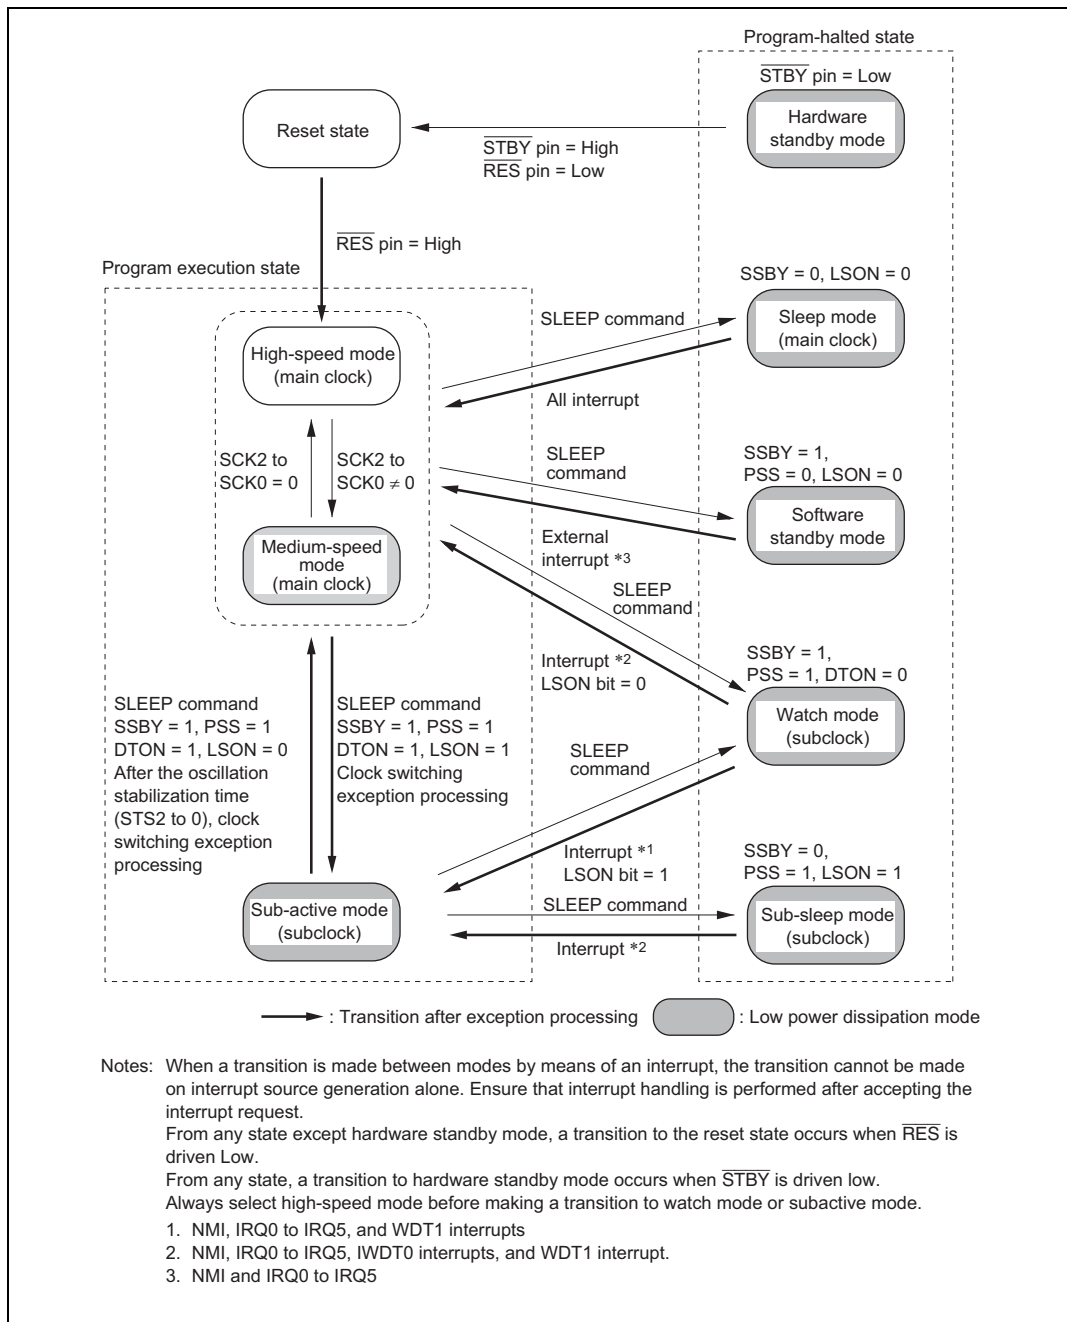 Program-halted state
STBY pin = Low
Hardware
standby mode
Reset state
STBY pin = High
RES pin = Low
RES pin = High
Program execution state
SSBY = 0, LSON = 0
Sleep mode
(main clock)
SLEEP command
All interrupt
High-speed mode
(main clock)
SCK2 to
SCK0 = 0
SCK2 to
SCK0 ≠ 0
SLEEP
command
SSBY = 1,
PSS = 0, LSON = 0
Software
standby mode
External
interrupt *3
Medium-speed
mode
(main clock)
SLEEP
command
Interrupt *2
LSON bit = 0
SSBY = 1,
PSS = 1, DTON = 0
Watch mode
(subclock)
SLEEP command
SSBY = 1, PSS = 1
DTON = 1, LSON = 0
After the oscillation
stabilization time
(STS2 to 0), clock
switching exception
processing
SLEEP command
SSBY = 1, PSS = 1
DTON = 1, LSON = 1
Clock switching
exception processing
SLEEP
command
Interrupt *1
LSON bit = 1
SSBY = 0,
PSS = 1, LSON = 1
Sub-active mode
(subclock)
SLEEP command
Interrupt *2
Sub-sleep mode
(subclock)
: Transition after exception processing
: Low power dissipation mode
Notes: When a transition is made between modes by means of an interrupt, the transition cannot be made
on interrupt source generation alone. Ensure that interrupt handling is performed after accepting the
interrupt request.
From any state except hardware standby mode, a transition to the reset state occurs when RES is
driven Low.
From any state, a transition to hardware standby mode occurs when STBY is driven low.
Always select high-speed mode before making a transition to watch mode or subactive mode.
1. NMI, IRQ0 to IRQ5, and WDT1 interrupts
2. NMI, IRQ0 to IRQ5, IWDT0 interrupts, and WDT1 interrupt.
3. NMI and IRQ0 to IRQ5